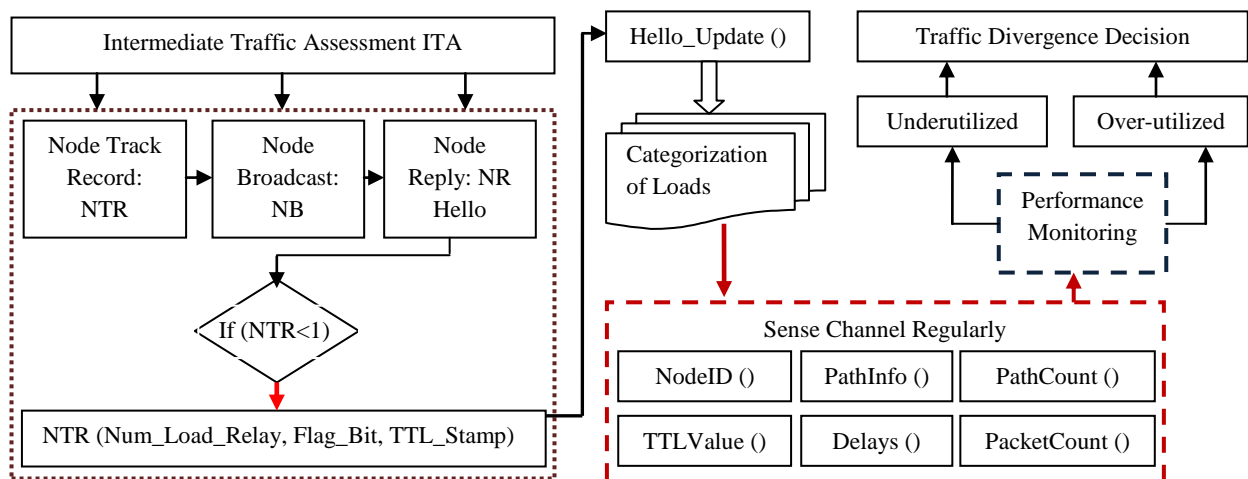 Intermediate Traffic Assessment ITA
Node Track
Record:
NTR
Node
Broadcast:
NB
Node
Reply: NR
Hello
If (NTR<1)
NTR (Num_Load_Relay, Flag_Bit, TTL_Stamp)
Hello_Update ()
Categorization
of Loads
Traffic Divergence Decision
Underutilized
Over-utilized
Performance
Monitoring
Sense Channel Regularly
NodeID ()
PathInfo ()
PathCount ()
TTLValue ()
Delays ()
PacketCount ()